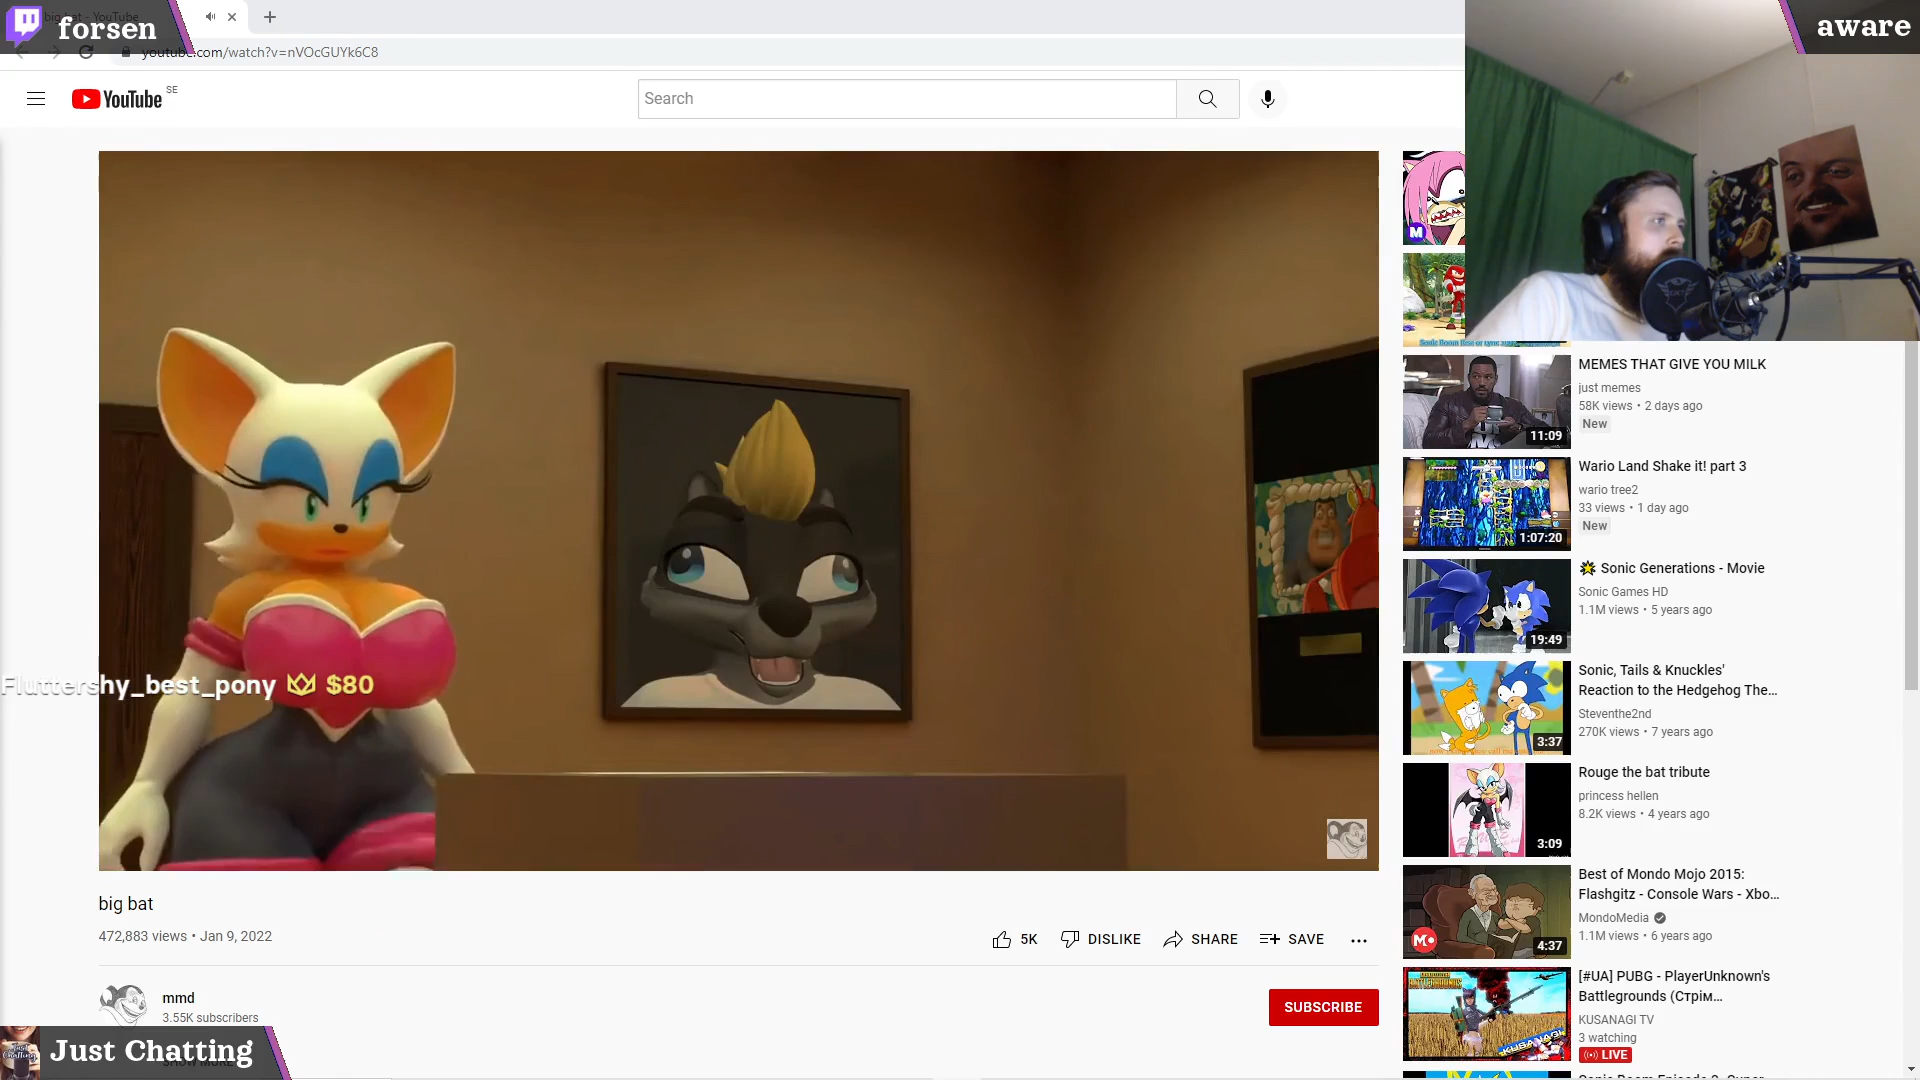 forsen
aware
youtube.com/watch?v=nVOcGUYk6C8
YouTube SE
Search
Fluttershy_best_pony $80
big bat
472,883 views • Jan 9, 2022
5K DISLIKE SHARE SAVE
mmd
3.55K subscribers
SUBSCRIBE
Just Chatting
M
MEMES THAT GIVE YOU MILK
just memes
58K views • 2 days ago
New
11:09
Wario Land Shake it! part 3
wario tree2
33 views • 1 day ago
New
1:07:20
Sonic Generations - Movie
Sonic Games HD
1.1M views • 5 years ago
19:49
Sonic, Tails & Knuckles'
Reaction to the Hedgehog The...
Steventhe2nd
270K views • 7 years ago
3:37
Rouge the bat tribute
princess hellen
8.2K views • 4 years ago
3:09
Best of Mondo Mojo 2015:
Flashgitz - Console Wars - Xbo...
MondoMedia
1.1M views • 6 years ago
4:37
[#UA] PUBG - PlayerUnknown's
Battlegrounds (Стрім...
KUSANAGI TV
3 watching
LIVE